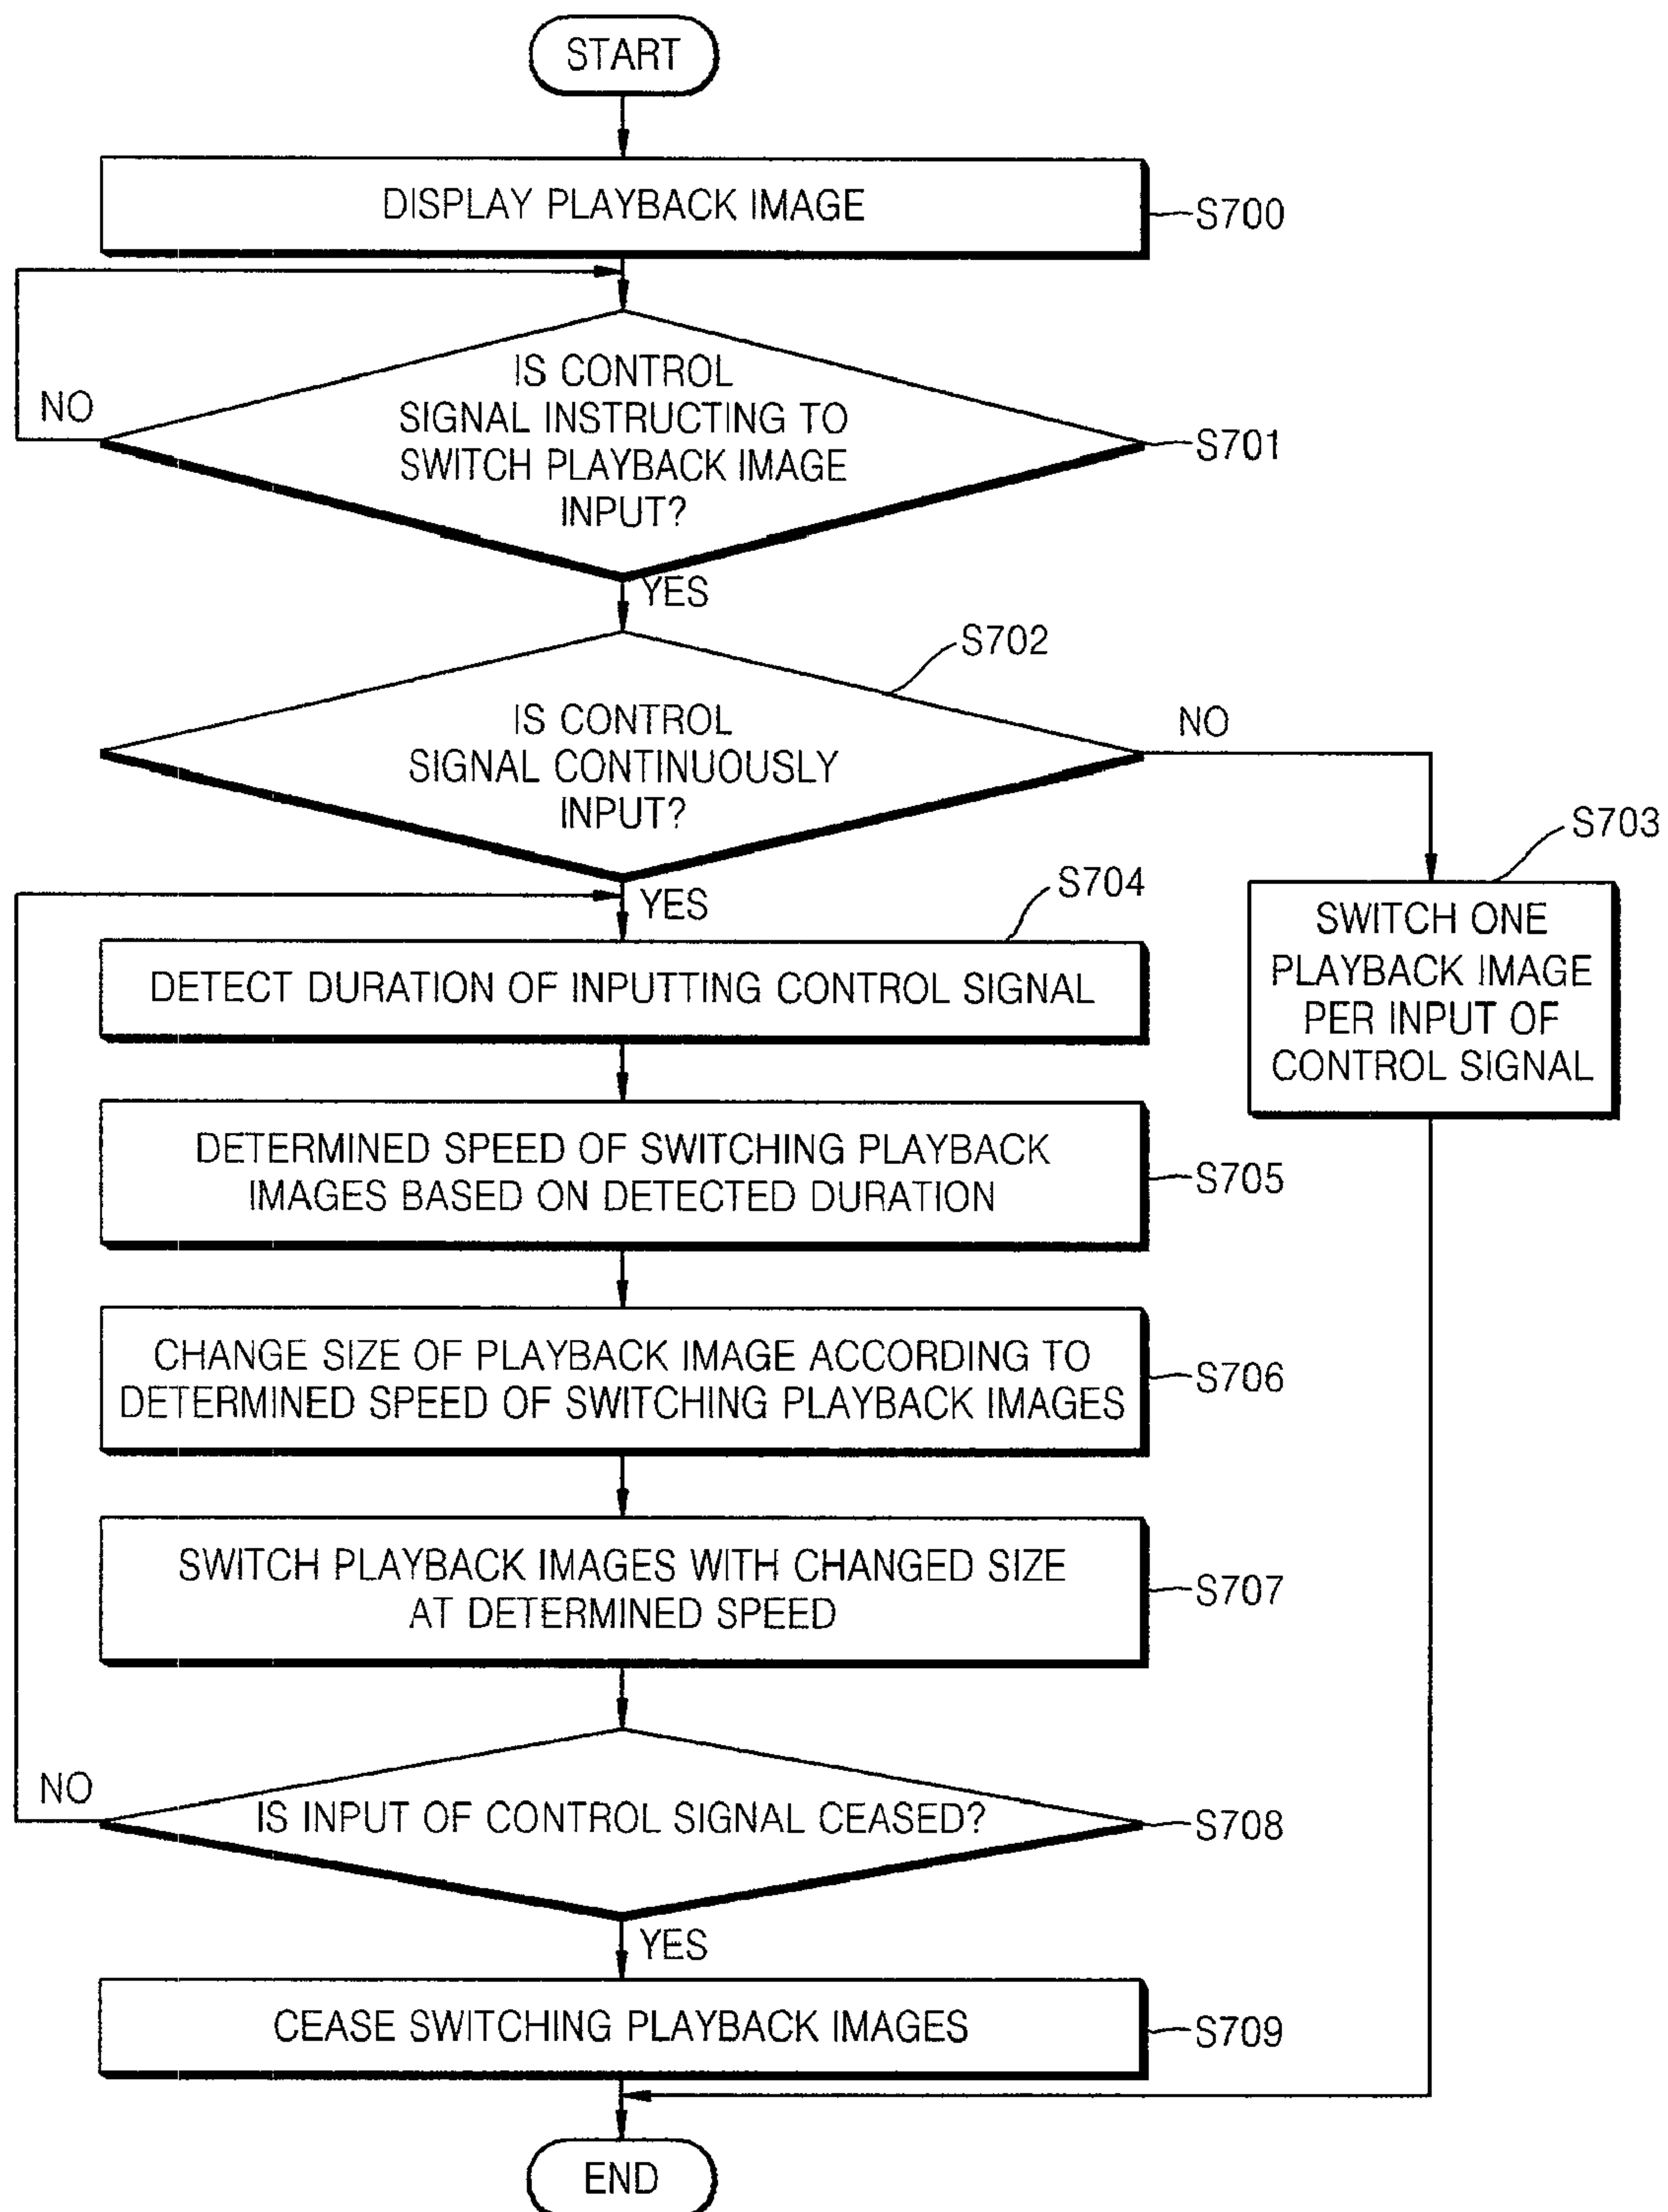 START
DISPLAY PLAYBACK IMAGE
S700
IS CONTROL
SIGNAL INSTRUCTING TO
SWITCH PLAYBACK IMAGE
INPUT?
NO
S701
YES
S702
IS CONTROL
SIGNAL CONTINUOUSLY
INPUT?
NO
S703
SWITCH ONE
PLAYBACK IMAGE
PER INPUT OF
CONTROL SIGNAL
YES
S704
DETECT DURATION OF INPUTTING CONTROL SIGNAL
DETERMINED SPEED OF SWITCHING PLAYBACK
IMAGES BASED ON DETECTED DURATION
S705
CHANGE SIZE OF PLAYBACK IMAGE ACCORDING TO
DETERMINED SPEED OF SWITCHING PLAYBACK IMAGES
S706
SWITCH PLAYBACK IMAGES WITH CHANGED SIZE
AT DETERMINED SPEED
S707
NO
IS INPUT OF CONTROL SIGNAL CEASED?
S708
YES
CEASE SWITCHING PLAYBACK IMAGES
S709
END